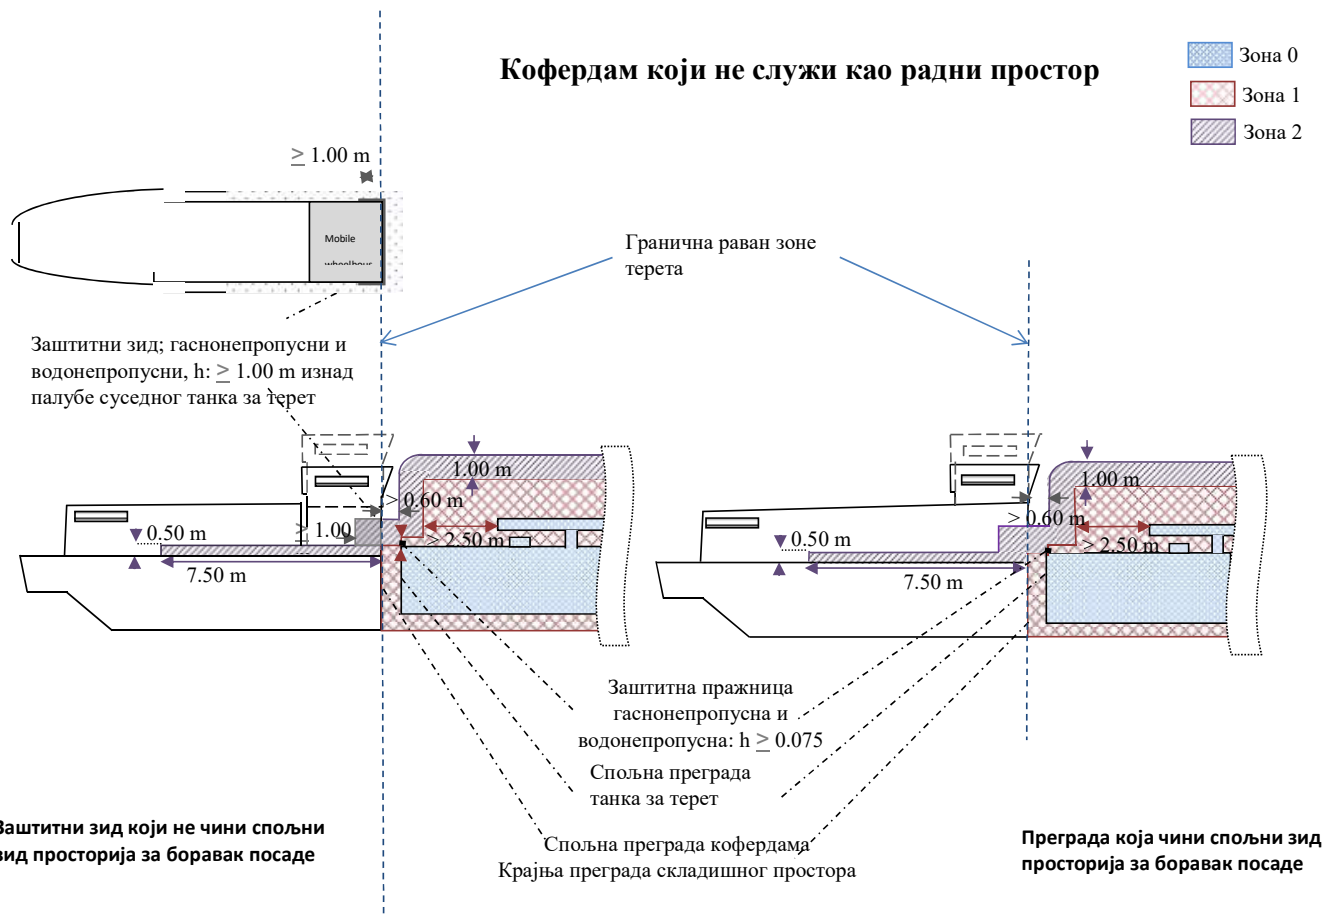 Кофердам који не служи као радни простор
Зона 0
Зона 1
Зона 2
≥ 1.00 m
Mobile
Гранична раван зоне
терета
Заштитни зид; гаснонепропусни и
водонепропусни, h: ≥ 1.00 m изнад
палубе суседног танка за терет
1.00 m
> 0.60 m
0.50 m
≥ 1.00
> 2.50 m
7.50 m
1.00 m
> 0.60 m
0.50 m
> 2.50 m
7.50 m
Заштитна пражница
гаснонепропусна и
водонепропусна: h ≥ 0.075
Спољна преграда
танка за терет
Спољна преграда кофердама
Крајња преграда складишног простора
Заштитни зид који не чини спољни
зид просторија за боравак посаде
Преграда која чини спољни зид
просторија за боравак посаде